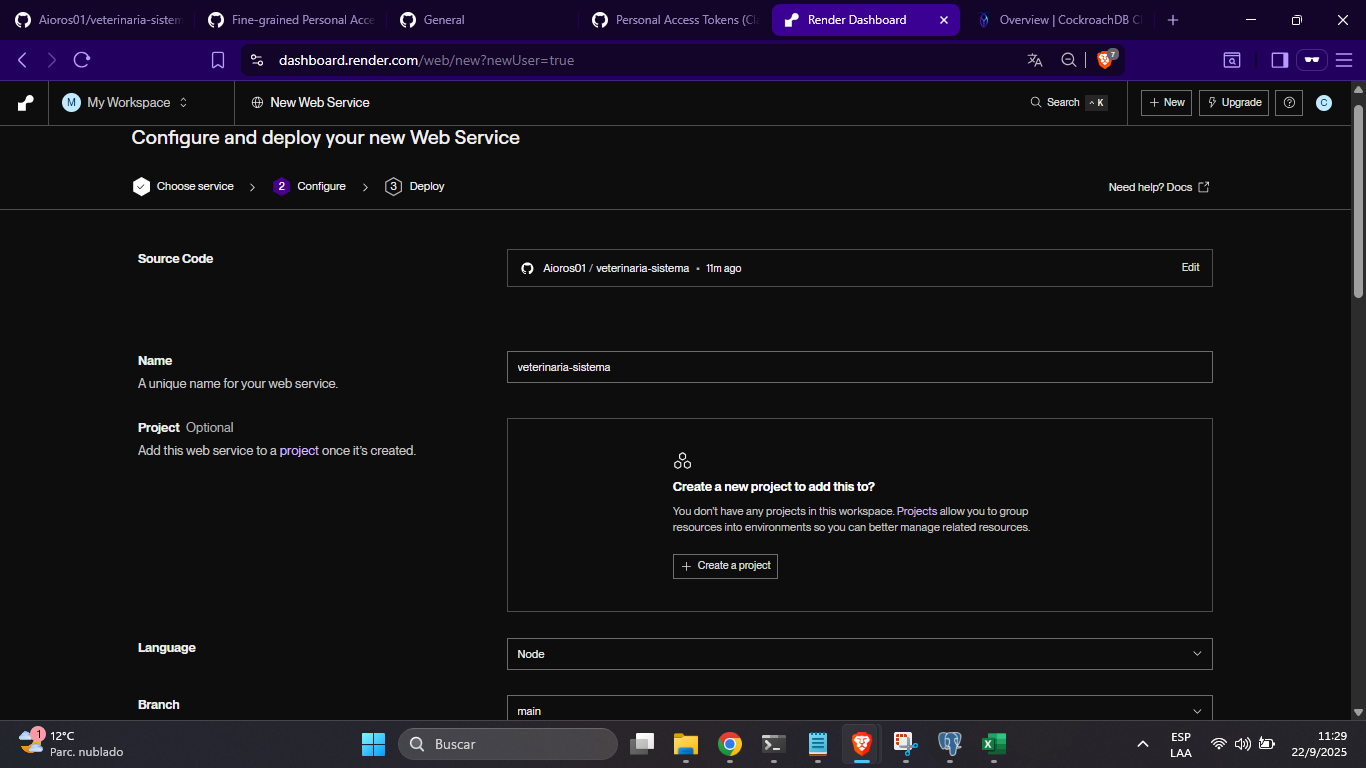 Aioros01/veterinaria-sistem
Fine-grained Personal Acce
General
Personal Access Tokens (Cl
Render Dashboard
Overview | CockroachDB Cl
dashboard.render.com/web/new?newUser=true
7
M My Workspace
New Web Service
Search
K
+ New
Upgrade
C
Configure and deploy your new Web Service
Choose service
2 Configure
3 Deploy
Need help? Docs
Source Code
Aioros01 / veterinaria-sistema • 11m ago
Edit
Name
A unique name for your web service.
veterinaria-sistema
Project Optional
Add this web service to a project once it's created.
Create a new project to add this to?
You don't have any projects in this workspace. Projects allow you to group
resources into environments so you can better manage related resources.
+ Create a project
Language
Node
Branch
main
1
12°C
Parc. nublado
Buscar
ESP
LAA
11:29
22/9/2025